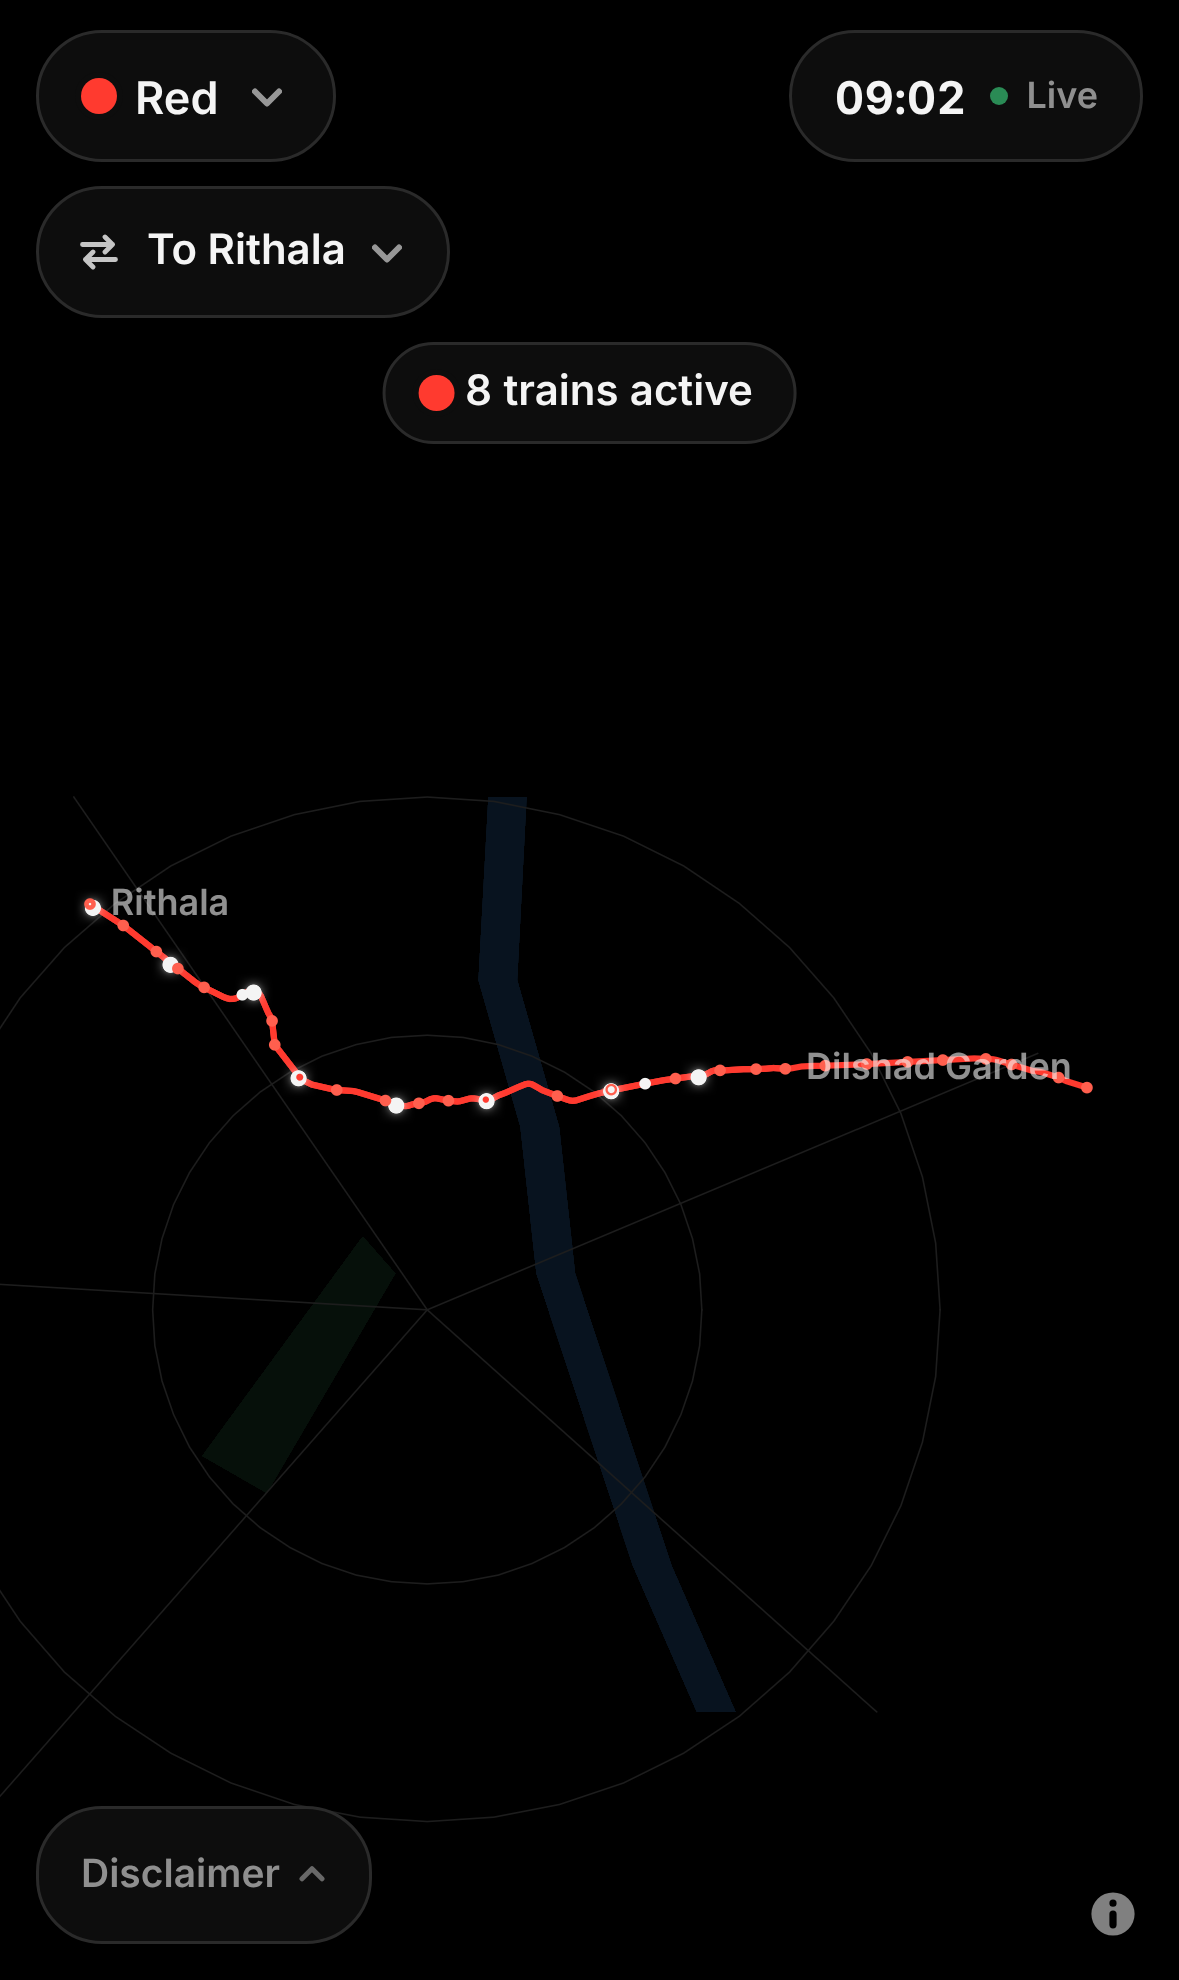 Red
09:02 Live
To Rithala
8 trains active
Rithala
Dilshad Garden
Disclaimer